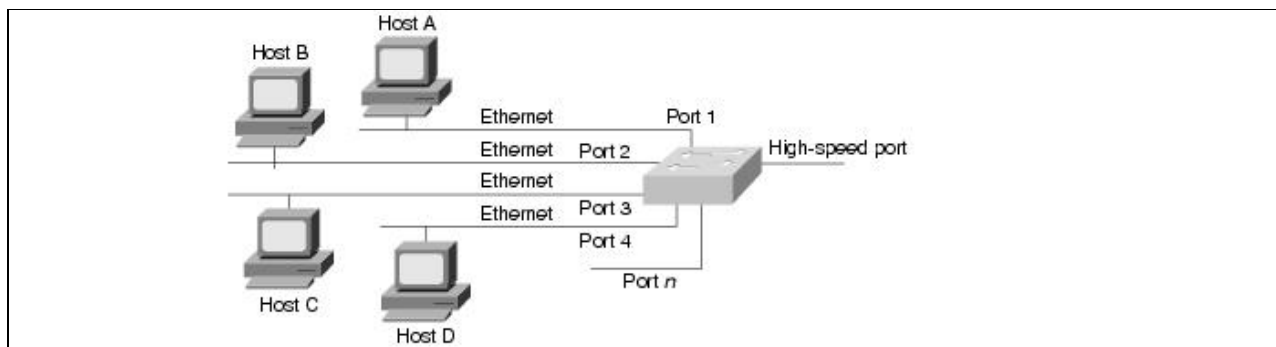 Host A
Host B
Ethernet Port 1
High-speed port
Ethernet Port 2
Ethernet
Port 3
Ethernet
Port 4
Port n
Host C
Host D